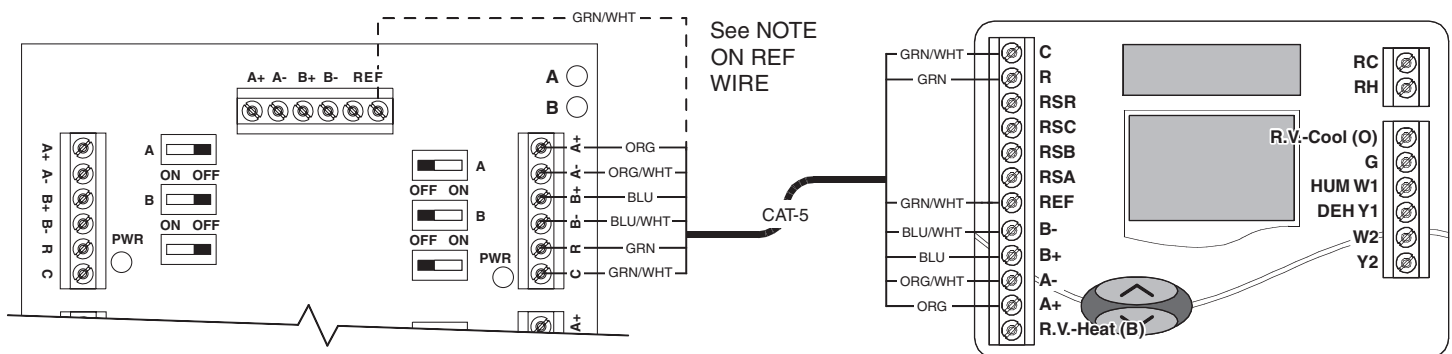 GRN/WHT
See NOTE
ON REF
WIRE
A+ A- B+ B- REF
A
B
A+
A-
B+
B-
R
C
A
ON OFF
B
ON OFF
PWR
A
OFF ON
B
OFF ON
PWR
A+
A-
B+
B-
R
C
A+
ORG
ORG/WHT
BLU
BLU/WHT
GRN
GRN/WHT
CAT-5
GRN/WHT
GRN
GRN/WHT
BLU/WHT
BLU
ORG/WHT
ORG
C
R
RSR
RSC
RSB
RSA
REF
B-
B+
A-
A+
R.V.-Heat (B)
RC
RH
R.V.-Cool (O)
G
HUM W1
DEH Y1
W2
Y2